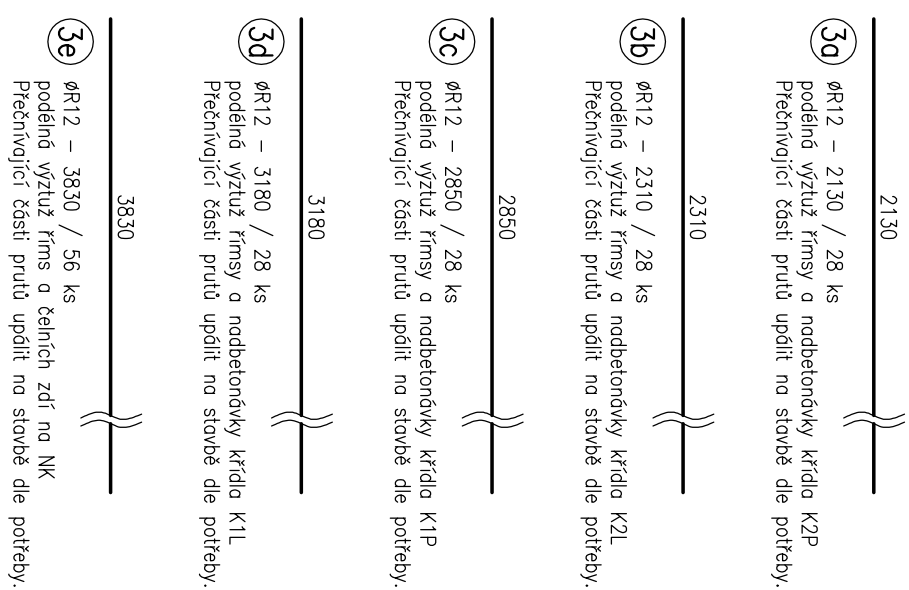 2130
3a
øR12 – 2130 / 28 ks
podélná výztuž římsy a nadbetonávky křídla K2P
Přečnívající části prutů upálit na stavbě dle potřeby.
2310
3b
øR12 – 2310 / 28 ks
podélná výztuž římsy a nadbetonávky křídla K2L
Přečnívající části prutů upálit na stavbě dle potřeby.
2850
3c
øR12 – 2850 / 28 ks
podélná výztuž římsy a nadbetonávky křídla K1P
Přečnívající části prutů upálit na stavbě dle potřeby.
3180
3d
øR12 – 3180 / 28 ks
podélná výztuž římsy a nadbetonávky křídla K1L
Přečnívající části prutů upálit na stavbě dle potřeby.
3830
3e
øR12 – 3830 / 56 ks
podélná výztuž říms a čelních zdí na NK
Přečnívající části prutů upálit na stavbě dle potřeby.